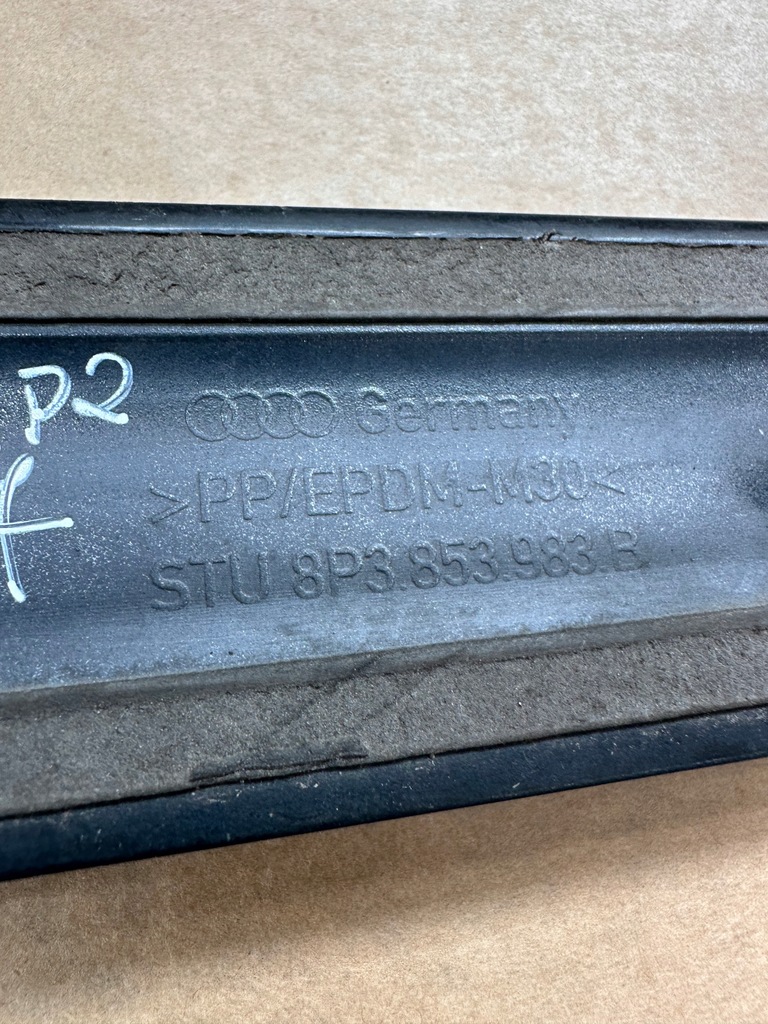 P2
Germany
>PP/EPDM-M30<
STU 8P3.853.983.B